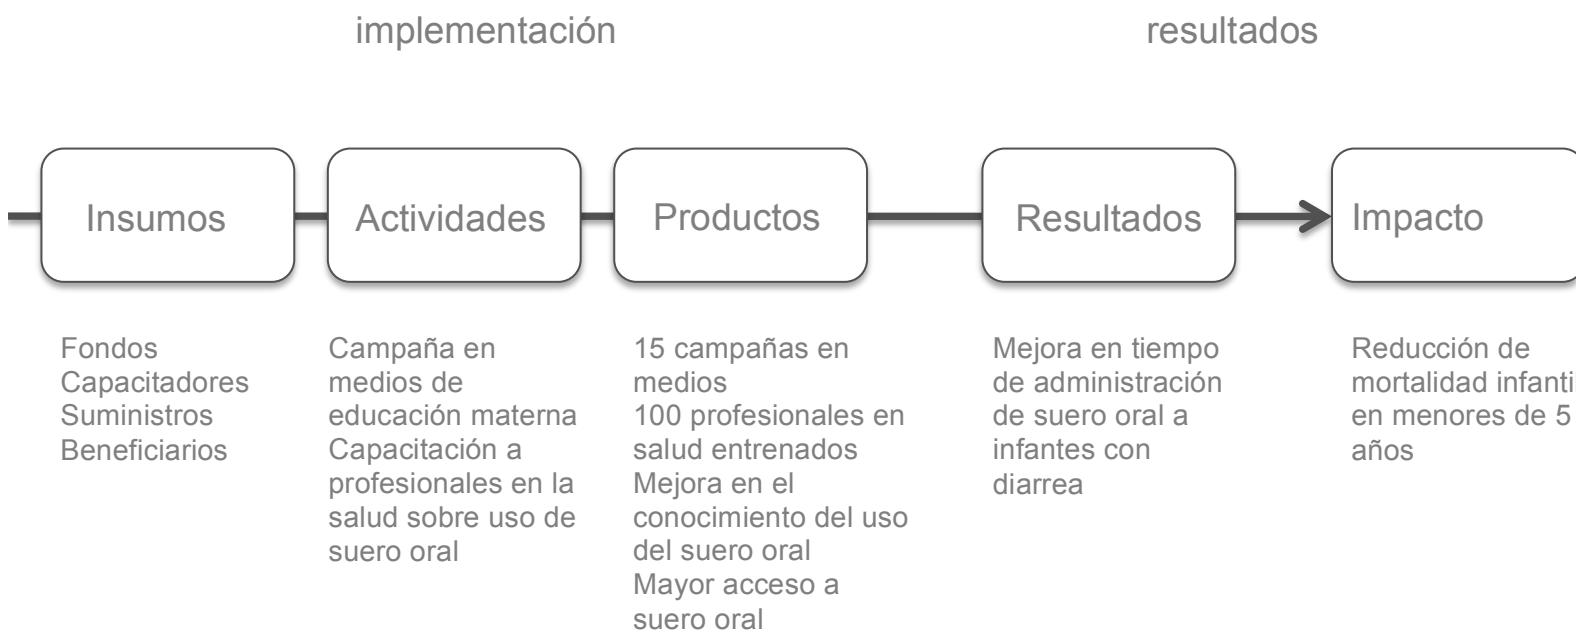 implementación
resultados
Insumos
Actividades
Productos
Resultados
Impacto
Fondos
Capacitadores
Suministros
Beneficiarios
Campaña en
medios de
educación materna
Capacitación a
profesionales en la
salud sobre uso de
suero oral
15 campañas en
medios
100 profesionales en
salud entrenados
Mejora en el
conocimiento del uso
del suero oral
Mayor acceso a
suero oral
Mejora en tiempo
de administración
de suero oral a
infantes con
diarrea
Reducción de
mortalidad infantil
en menores de 5
años